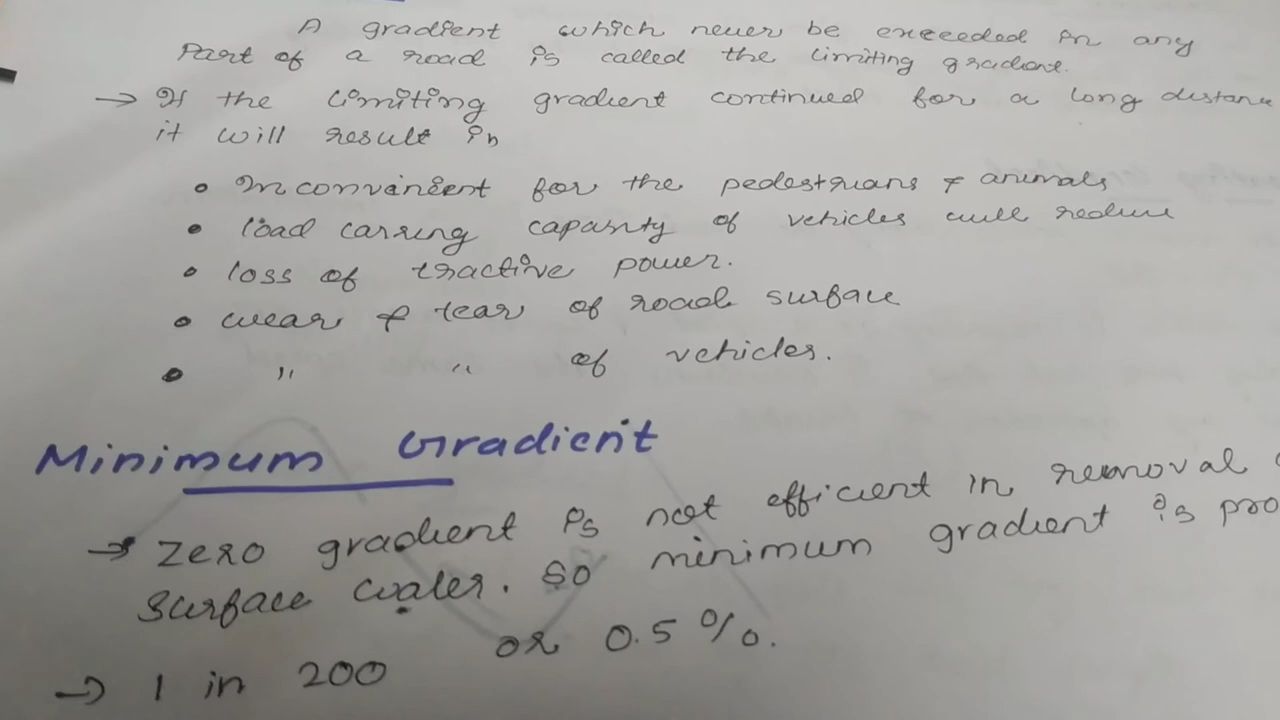 A gradient which never be exceeded in any
Part of a road is called the limiting gradient.
→ If the limiting gradient continued for a long distan
it will result in
• Inconvinient for the pedestrians & animals
• load carring capasity of vehicles will reduce
• loss of tractive power.
• wear & tear of road surface
• " " of vehicles.
Minimum Gradient
→ Zero gradient is not efficient in removal
Surface water. So minimum gradient is pro
→ 1 in 200 or 0.5%.